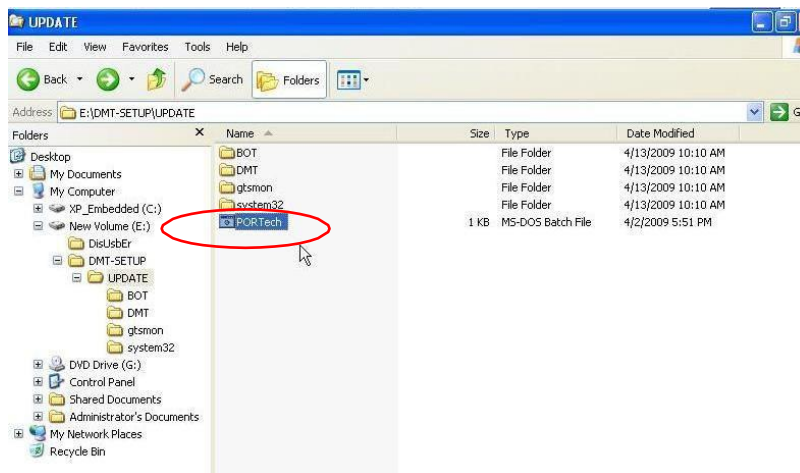 UPDATE
File Edit View Favorites Tools Help
Back Search Folders
Address E:\DMT-SETUP\UPDATE G
Folders X Name Size Type Date Modified
Desktop
My Documents
My Computer
XP_Embedded (C:)
New Volume (E:)
DisUsbEr
DMT-SETUP
UPDATE
BOT
DMT
gtsmon
system32
DVD Drive (G:)
Control Panel
Shared Documents
Administrator's Documents
My Network Places
Recycle Bin
BOT File Folder 4/13/2009 10:10 AM
DMT File Folder 4/13/2009 10:10 AM
gtsmon File Folder 4/13/2009 10:10 AM
system32 File Folder 4/13/2009 10:10 AM
PORTech 1 KB MS-DOS Batch File 4/2/2009 5:51 PM